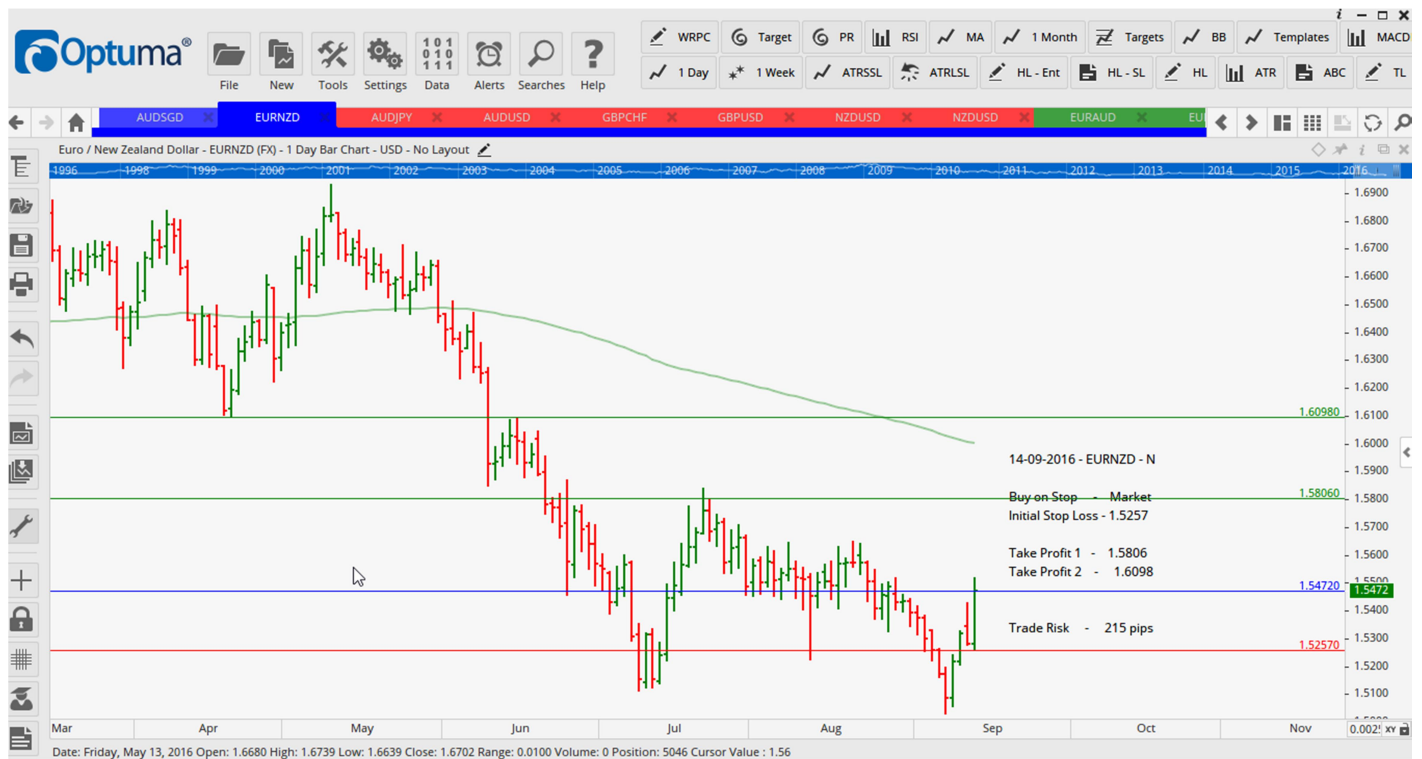 i
Optuma®
File New Tools Settings Data Alerts Searches Help
101
010
111
WRPC Target PR RSI MA 1 Month Targets BB Templates MACD
1 Day 1 Week ATRSSL ATRLSL HL - Ent HL - SL HL ATR ABC TL
AUDSGD EURNZD AUDJPY AUDUSD GBPCHF GBPUSD NZDUSD NZDUSD EURAUD EU
Euro / New Zealand Dollar - EURNZD (FX) - 1 Day Bar Chart - USD - No Layout
1996 1998 1999 2000 2001 2002 2003 2004 2005 2006 2007 2008 2009 2010 2011 2012 2013 2014 2015 2016
1.6900
1.6800
1.6700
1.6600
1.6500
1.6400
1.6300
1.6200
1.60980 1.6100
1.6000
14-09-2016 - EURNZD - N
1.5900
1.58060 1.5800
Buy on Stop - Market
Initial Stop Loss - 1.5257
1.5700
Take Profit 1 - 1.5806
1.5600
Take Profit 2 - 1.6098
1.5500
1.54720 1.5472
1.5400
Trade Risk - 215 pips
1.5300
1.52570
1.5200
1.5100
Mar Apr May Jun Jul Aug Sep Oct Nov XY
Date: Friday, May 13, 2016 Open: 1.6680 High: 1.6739 Low: 1.6639 Close: 1.6702 Range: 0.0100 Volume: 0 Position: 5046 Cursor Value : 1.56